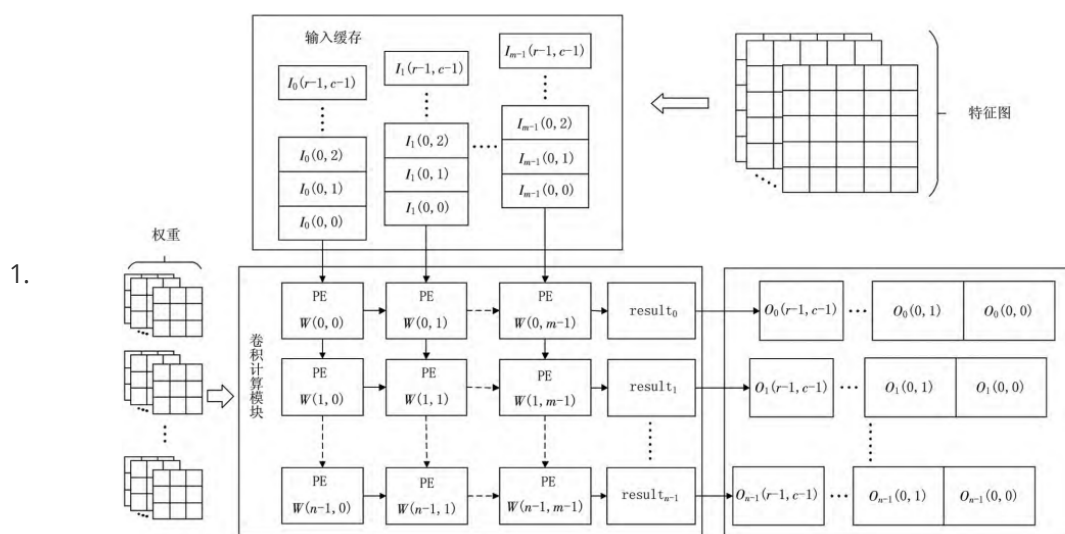 输入缓存
I₀(r-1, c-1)
I₀(0, 2)
I₀(0, 1)
I₀(0, 0)
I₁(r-1, c-1)
I₁(0, 2)
I₁(0, 1)
I₁(0, 0)
Iₘ₋₁(r-1, c-1)
Iₘ₋₁(0, 2)
Iₘ₋₁(0, 1)
Iₘ₋₁(0, 0)
特征图
1.
权重
卷积计算模块
PE
W(0, 0)
PE
W(0, 1)
PE
W(0, m-1)
result₀
O₀(r-1, c-1)
O₀(0, 1)
O₀(0, 0)
PE
W(1, 0)
PE
W(1, 1)
PE
W(1, m-1)
result₁
O₁(r-1, c-1)
O₁(0, 1)
O₁(0, 0)
PE
W(n-1, 0)
PE
W(n-1, 1)
PE
W(n-1, m-1)
resultₙ₋₁
Oₙ₋₁(r-1, c-1)
Oₙ₋₁(0, 1)
Oₙ₋₁(0, 0)